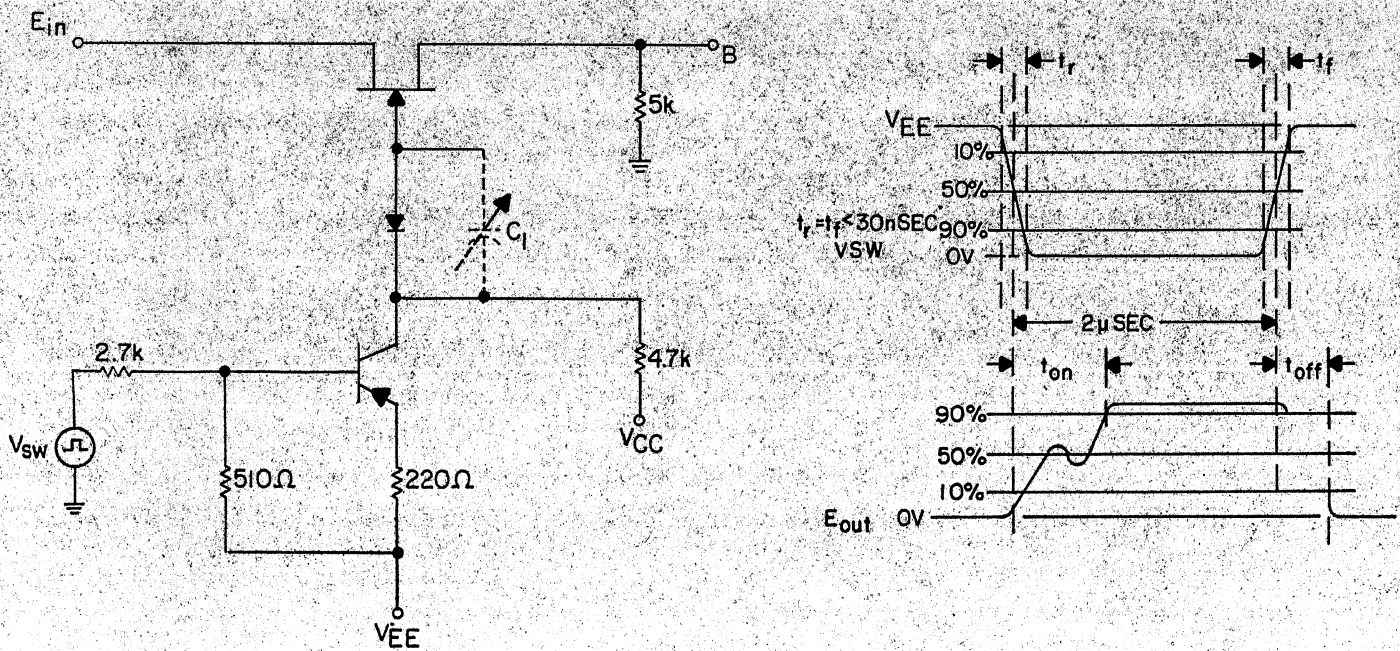 Ein
B
5k
C1
2.7k
4.7k
VSW
VCC
510Ω
220Ω
VEE
tr
tf
VEE
10%
50%
tr=tf<30nSEC
90%
VSW
0V
2μSEC
ton
toff
90%
50%
10%
Eout 0V